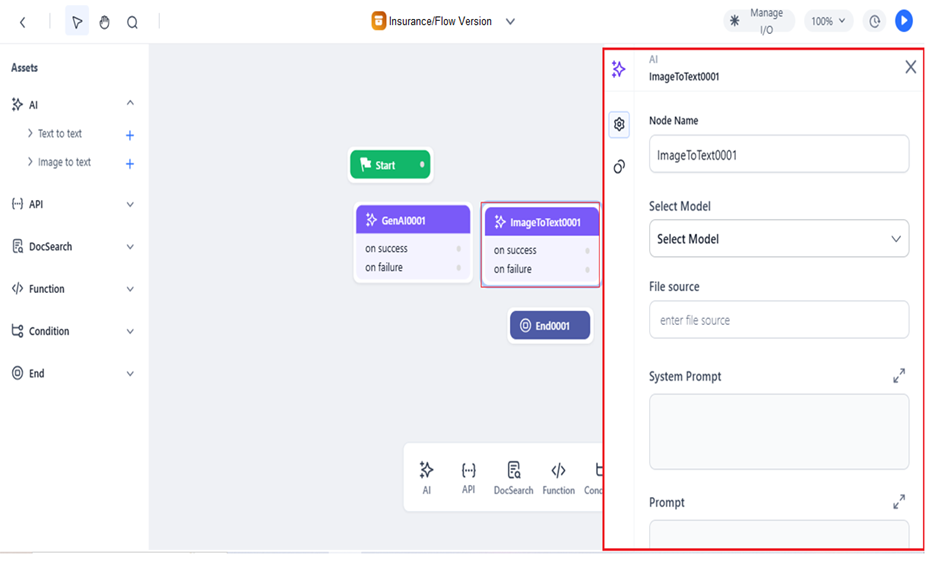 Insurance/Flow Version
Manage
I/O
100%
Assets
AI
Text to text
Image to text
API
DocSearch
Function
Condition
End
Start
GenAI0001
on success
on failure
ImageToText0001
on success
on failure
End0001
AI
API
DocSearch
Function
AI
ImageToText0001
Node Name
ImageToText0001
Select Model
Select Model
File source
enter file source
System Prompt
Prompt